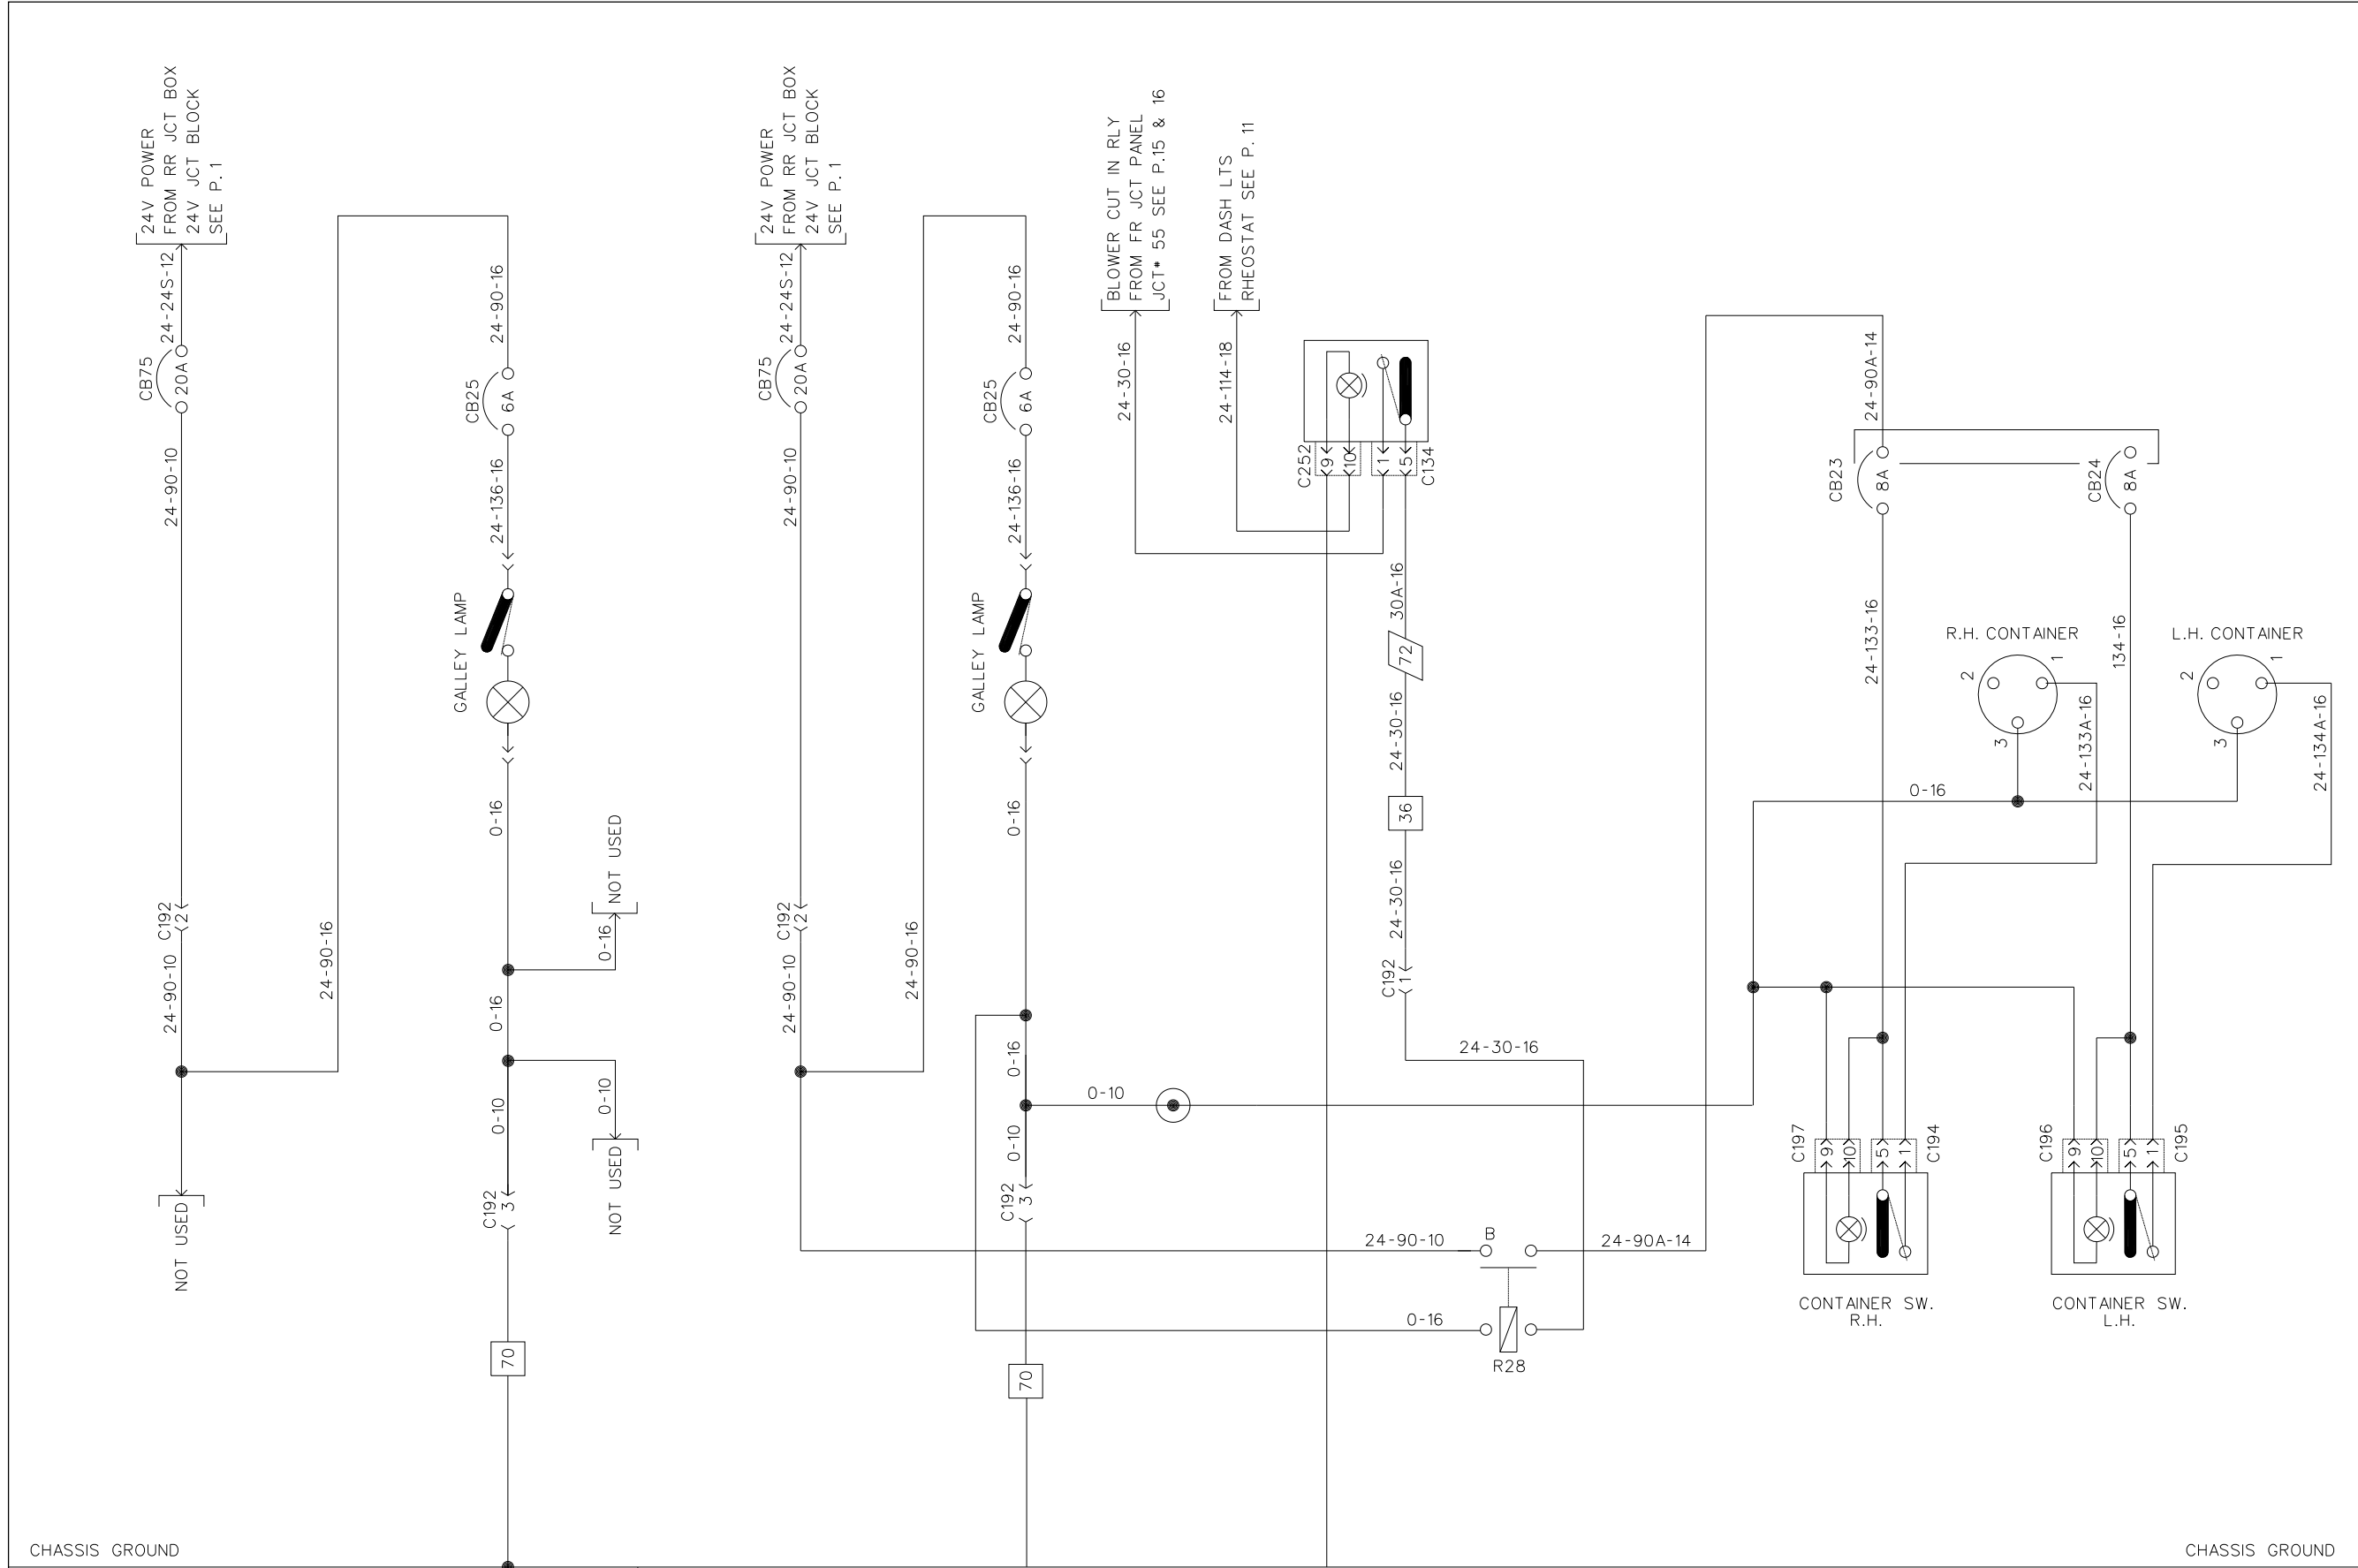 24V POWER
FROM RR JCT BOX
24V JCT BLOCK
SEE P.1
24-24S-12
CB75
20A
24-90-10
C192
2
24-90-10
NOT USED
24-90-16
24-90-16
CB25
6A
24-136-16
GALLEY LAMP
0-16
NOT USED
0-16
0-16
0-10
0-10
NOT USED
C192
3
70
24V POWER
FROM RR JCT BOX
24V JCT BLOCK
SEE P.1
24-24S-12
CB75
20A
24-90-10
C192
2
24-90-10
24-90-16
24-90-16
CB25
6A
24-136-16
GALLEY LAMP
0-16
0-16
0-10
0-10
C192
3
70
BLOWER CUT IN RLY
FROM FR JCT PANEL
JCT# 55 SEE P.15 & 16
24-30-16
FROM DASH LTS
RHEOSTAT SEE P.11
24-114-18
C252
9
10
1
5
C134
30A-16
72
24-30-16
36
24-30-16
C192
1
24-30-16
24-90-10
B
24-90A-14
0-16
R28
24-90A-14
CB23
8A
CB24
8A
24-133-16
134-16
R.H. CONTAINER
2
1
3
24-133A-16
L.H. CONTAINER
2
1
3
24-134A-16
0-16
C197
9
10
5
1
C194
CONTAINER SW.
R.H.
C196
9
10
5
1
C195
CONTAINER SW.
L.H.
CHASSIS GROUND
CHASSIS GROUND